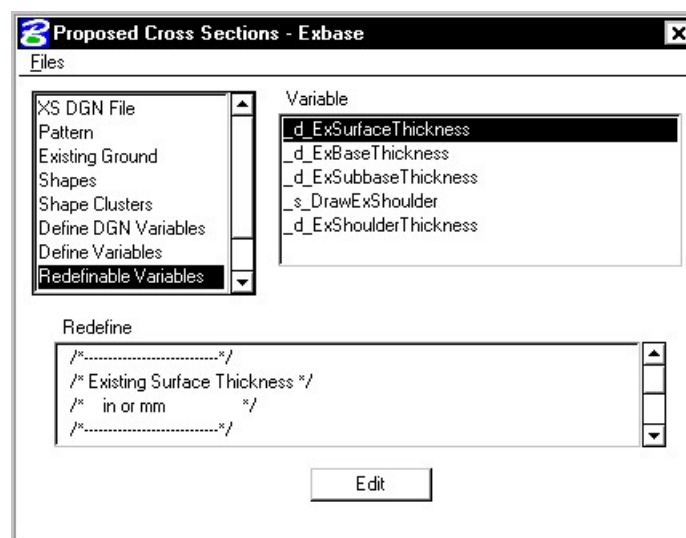 Proposed Cross Sections - Exbase
Files
XS DGN File
Pattern
Existing Ground
Shapes
Shape Clusters
Define DGN Variables
Define Variables
Redefinable Variables
Variable
_d_ExSurfaceThickness
_d_ExBaseThickness
_d_ExSubbaseThickness
_s_DrawExShoulder
_d_ExShoulderThickness
Redefine
/*--------------------------*/
/* Existing Surface Thickness */
/* in or mm */
/*--------------------------*/
Edit